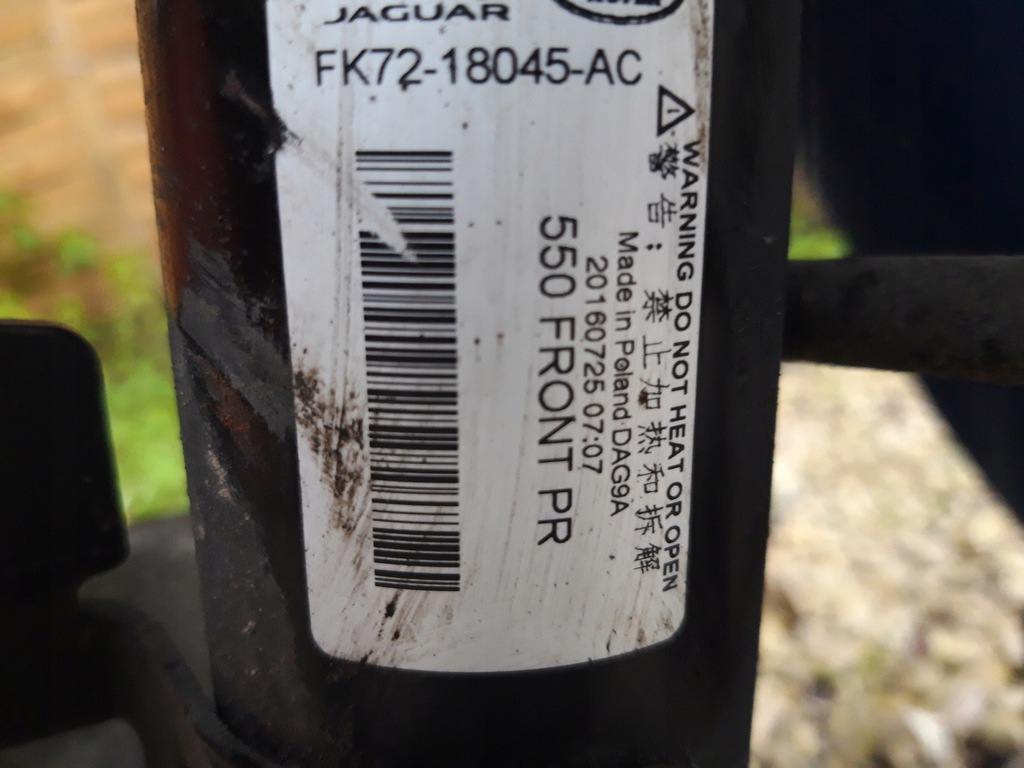 JAGUAR
FK72-18045-AC
WARNING DO NOT HEAT OR OPEN
警告：禁止加热和拆解
Made in Poland DAG9A
20160725 07:07
550 FRONT PR